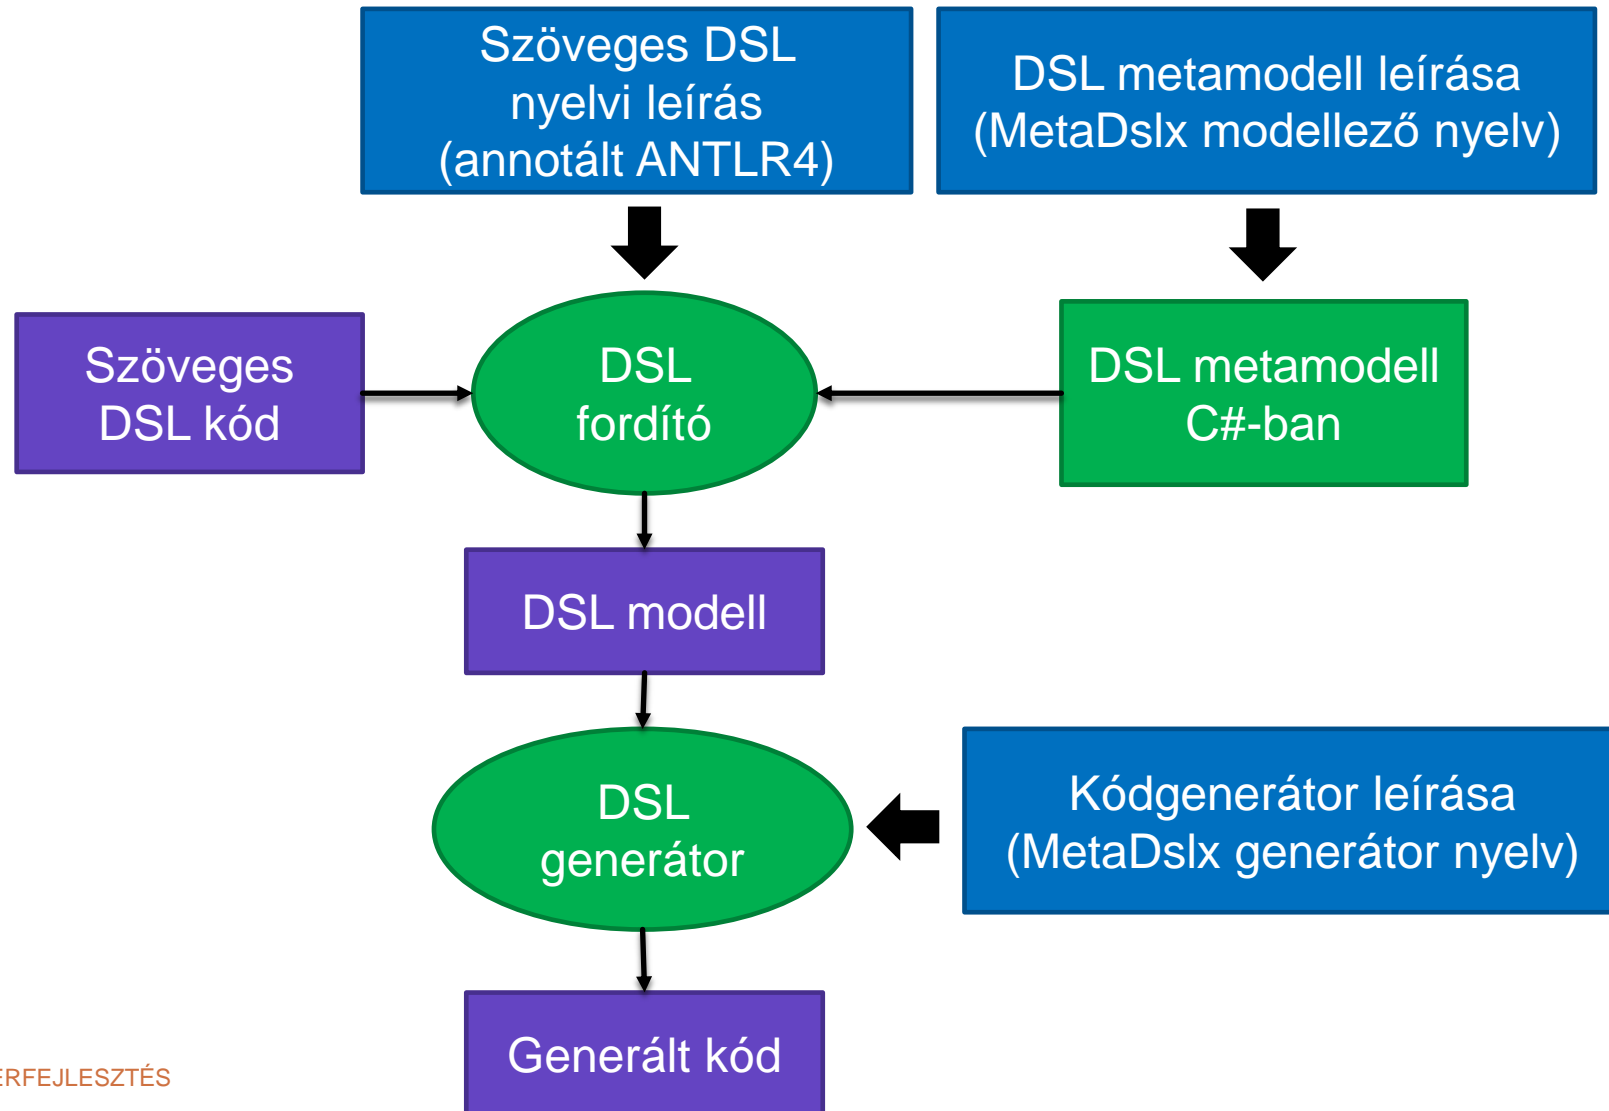 Szöveges DSL
nyelvi leírás
(annotált ANTLR4)
DSL metamodell leírása
(MetaDslx modellező nyelv)
Szöveges
DSL kód
DSL
fordító
DSL metamodell
C#-ban
DSL modell
DSL
generátor
Kódgenerátor leírása
(MetaDslx generátor nyelv)
Generált kód
ERFEJLESZTÉS